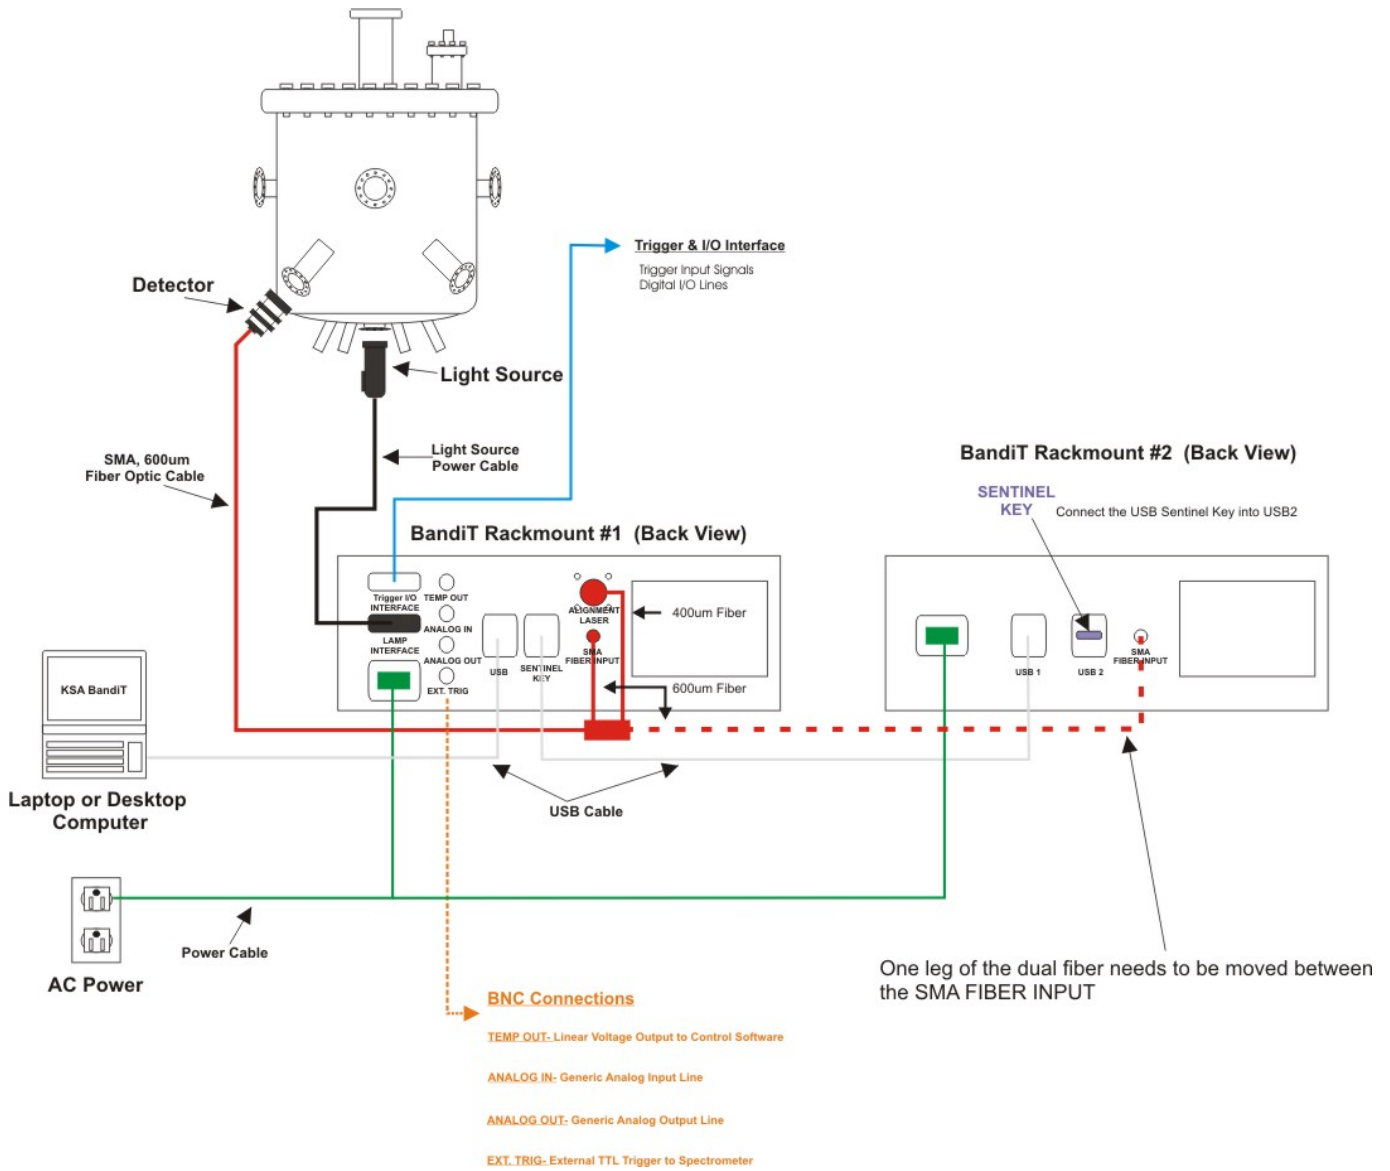 Trigger & I/O Interface
Trigger Input Signals
Digital I/O Lines
Detector
Light Source
SMA, 600um
Fiber Optic Cable
Light Source
Power Cable
BandiT Rackmount #2 (Back View)
SENTINEL
KEY
Connect the USB Sentinel Key into USB2
BandiT Rackmount #1 (Back View)
Trigger I/O
INTERFACE
TEMP OUT
LAMP
INTERFACE
ANALOG IN
ANALOG OUT
EXT. TRIG
USB
SENTINEL
KEY
ALIGNMENT
LASER
SMA
FIBER INPUT
400um Fiber
600um Fiber
USB 1
USB 2
SMA
FIBER INPUT
KSA BandiT
Laptop or Desktop
Computer
USB Cable
Power Cable
AC Power
One leg of the dual fiber needs to be moved between
the SMA FIBER INPUT
BNC Connections
TEMP OUT- Linear Voltage Output to Control Software
ANALOG IN- Generic Analog Input Line
ANALOG OUT- Generic Analog Output Line
EXT. TRIG- External TTL Trigger to Spectrometer